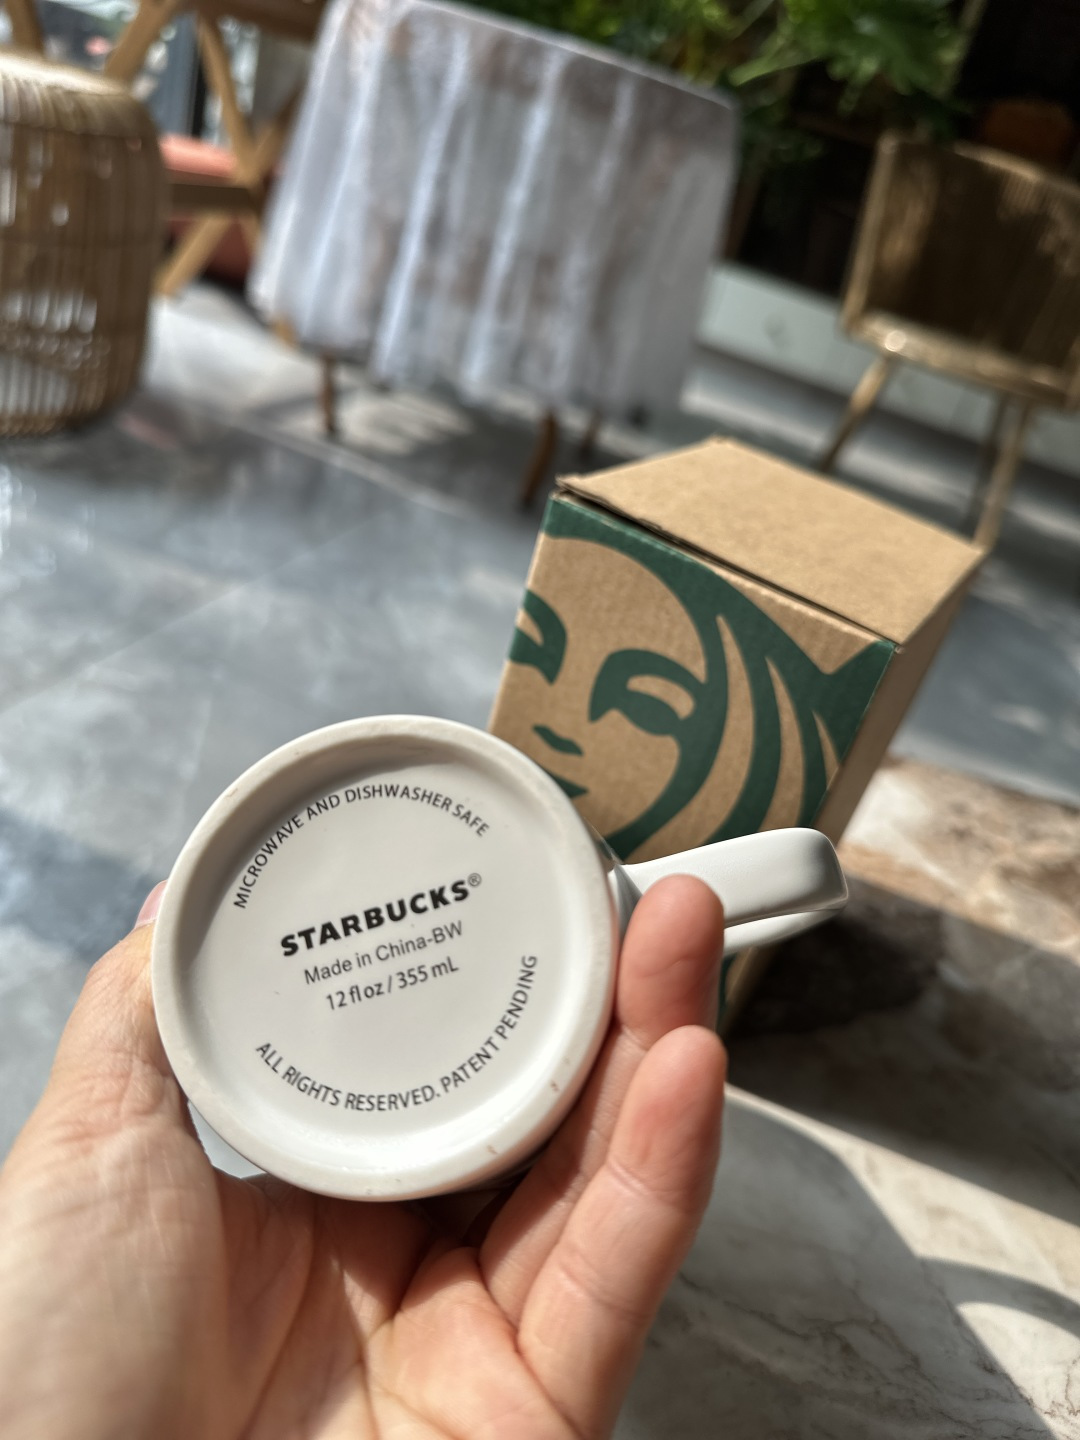 MICROWAVE AND DISHWASHER SAFE
STARBUCKS®
Made in China-BW
12 fl oz / 355 mL
ALL RIGHTS RESERVED. PATENT PENDING